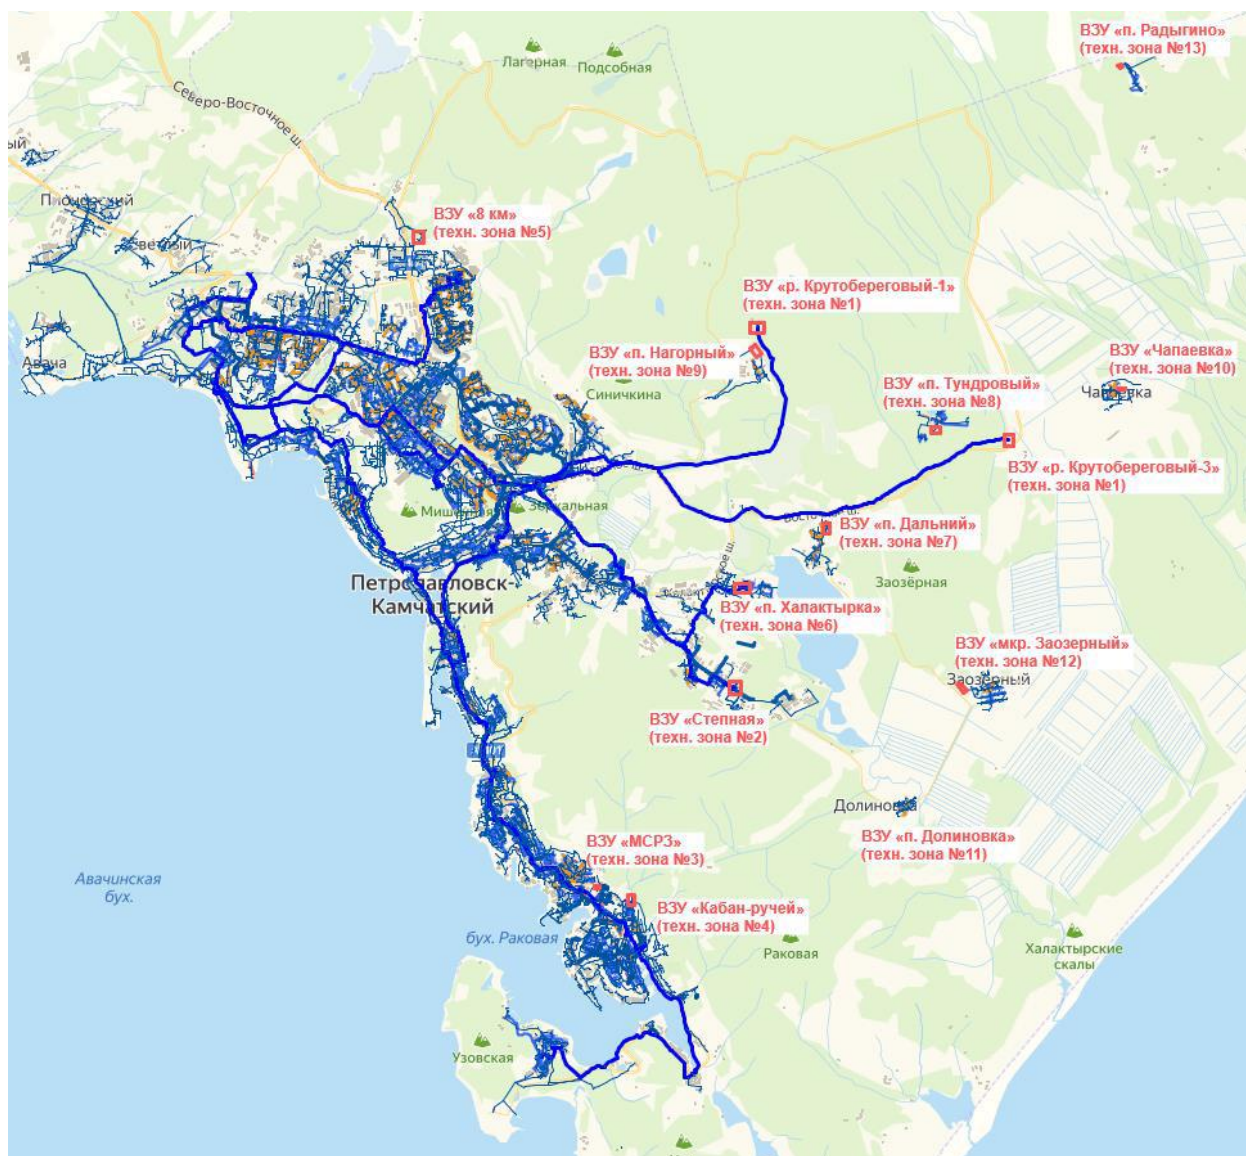 ВЗУ «п. Радыгино»
(техн. зона №13)
Лагерная
Подсобная
Северо-Восточное ш.
ый
Светлый
ВЗУ «8 км»
(техн. зона №5)
ВЗУ «р. Крутобереговый-1»
(техн. зона №1)
ВЗУ «п. Нагорный»
(техн. зона №9)
Синичкина
ВЗУ «Чапаевка»
(техн. зона №10)
Чапаевка
ВЗУ «п. Тундровый»
(техн. зона №8)
Авача
ВЗУ «р. Крутобереговый-3»
(техн. зона №1)
Зеркальная
ВЗУ «п. Дальний»
(техн. зона №7)
Заозёрная
Петропавловск-
Камчатский
ВЗУ «п. Халактырка»
(техн. зона №6)
ВЗУ «мкр. Заозерный»
(техн. зона №12)
Заозёрный
ВЗУ «Степная»
(техн. зона №2)
Долиновка
ВЗУ «п. Долиновка»
(техн. зона №11)
ВЗУ «МСРЗ»
(техн. зона №3)
Авачинская
бух.
ВЗУ «Кабан-ручей»
(техн. зона №4)
бух. Раковая
Раковая
Халактырские
скалы
Узовская